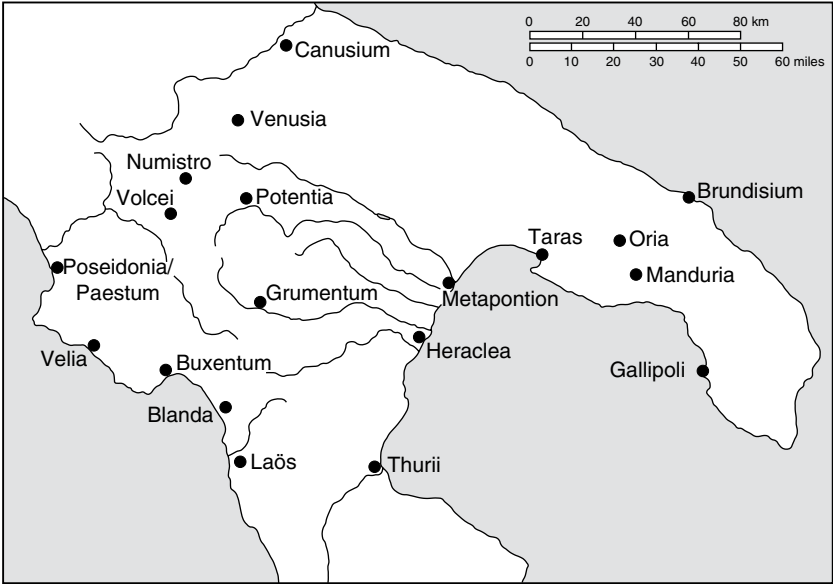 0 20 40 60 80 km
0 10 20 30 40 50 60 miles
Canusium
Venusia
Numistro
Volcei
Potentia
Brundisium
Taras
Oria
Poseidonia/
Paestum
Manduria
Grumentum
Metapontion
Velia
Buxentum
Heraclea
Gallipoli
Blanda
Laös
Thurii